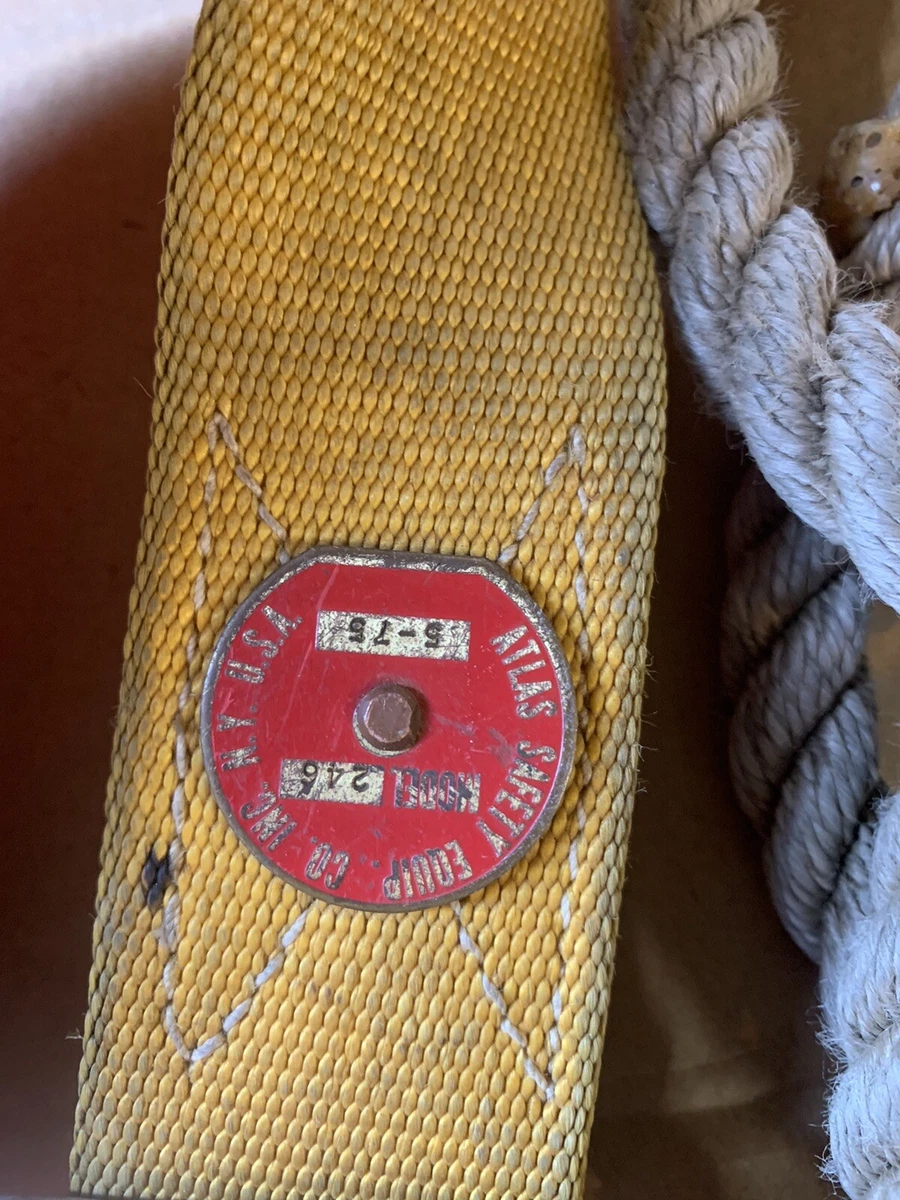 ATLAS SAFETY EQUIP. CO. INC. N.Y. U.S.A.
MODEL 246
5-75